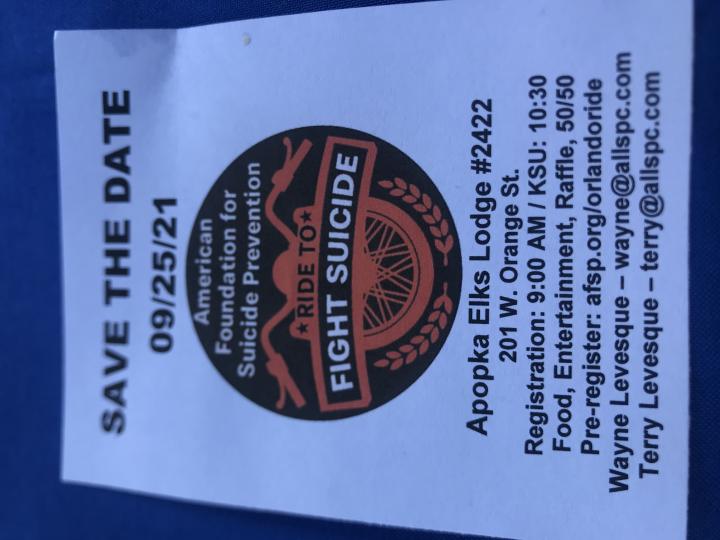 SAVE THE DATE
09/25/21
American
Foundation for
Suicide Prevention
★RIDE TO★
FIGHT SUICIDE
Apopka Elks Lodge #2422
201 W. Orange St.
Registration: 9:00 AM / KSU: 10:30
Food, Entertainment, Raffle, 50/50
Pre-register: afsp.org/orlandoride
Wayne Levesque – wayne@allspc.com
Terry Levesque – terry@allspc.com